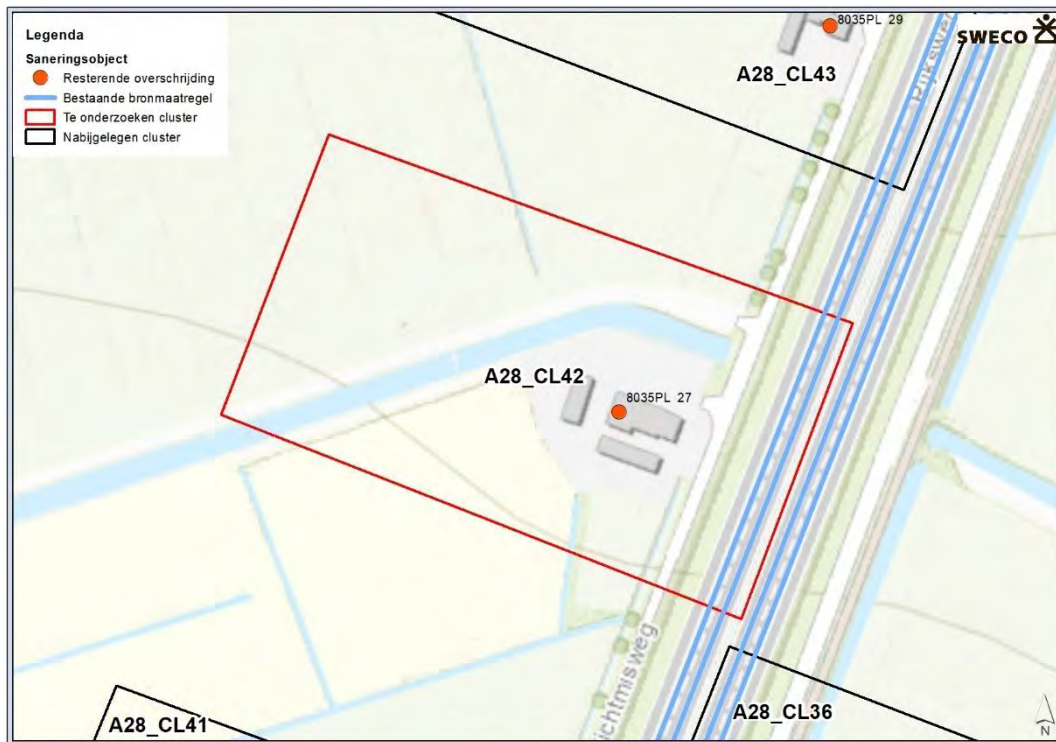 Legenda
Saneringsobject
Resterende overschrijding
Bestaande bronmaatregel
Te onderzoeken cluster
Nabijgelegen cluster
8035PL 29
SWECO
A28_CL43
A28_CL42
8035PL 27
A28_CL41
A28_CL36
ichtmisweg
N